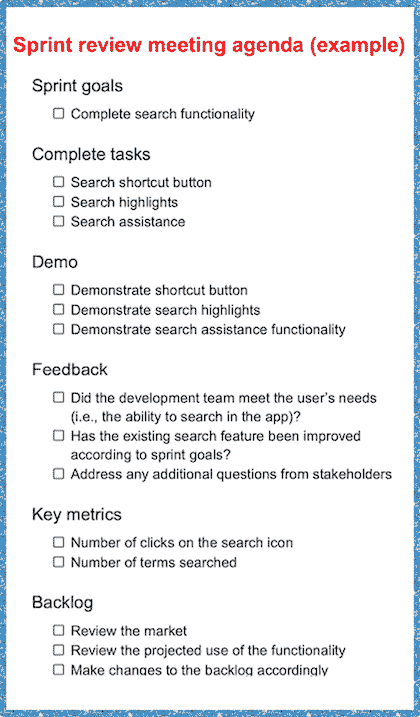 Sprint review meeting agenda (example)
Sprint goals
Complete search functionality
Complete tasks
Search shortcut button
Search highlights
Search assistance
Demo
Demonstrate shortcut button
Demonstrate search highlights
Demonstrate search assistance functionality
Feedback
Did the development team meet the user's needs
(i.e., the ability to search in the app)?
Has the existing search feature been improved
according to sprint goals?
Address any additional questions from stakeholders
Key metrics
Number of clicks on the search icon
Number of terms searched
Backlog
Review the market
Review the projected use of the functionality
Make changes to the backlog accordingly